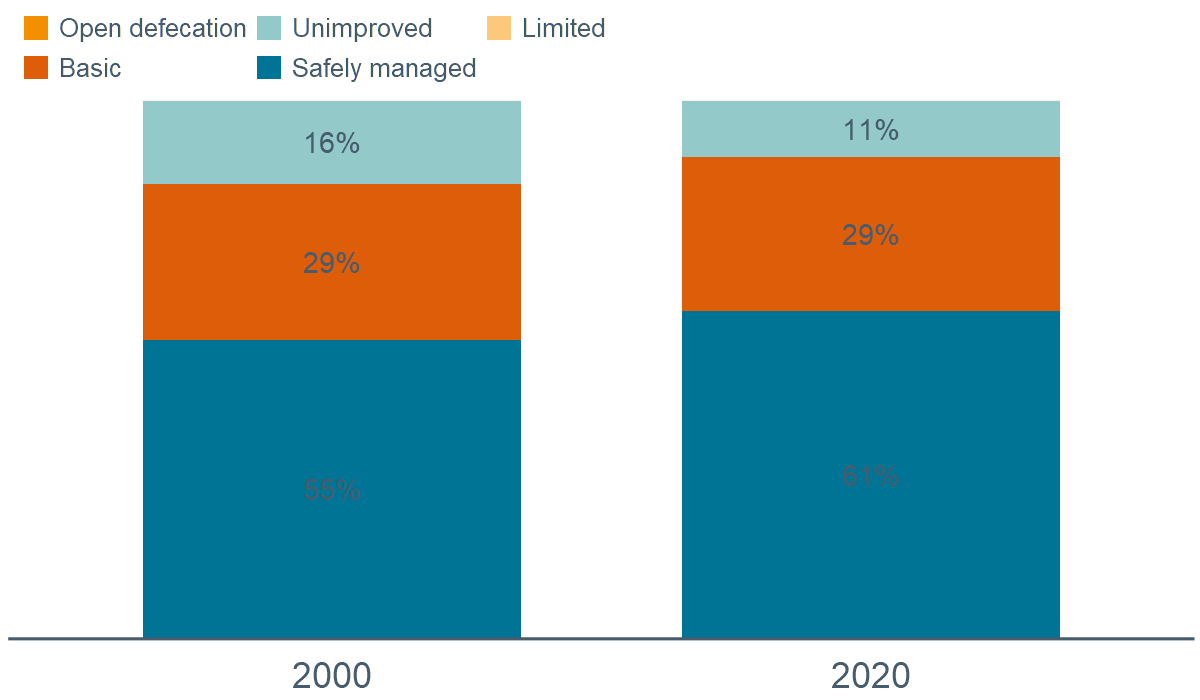 Open defecation Unimproved Limited
Basic Safely managed
16% 11%
29% 29%
55% 61%
2000 2020